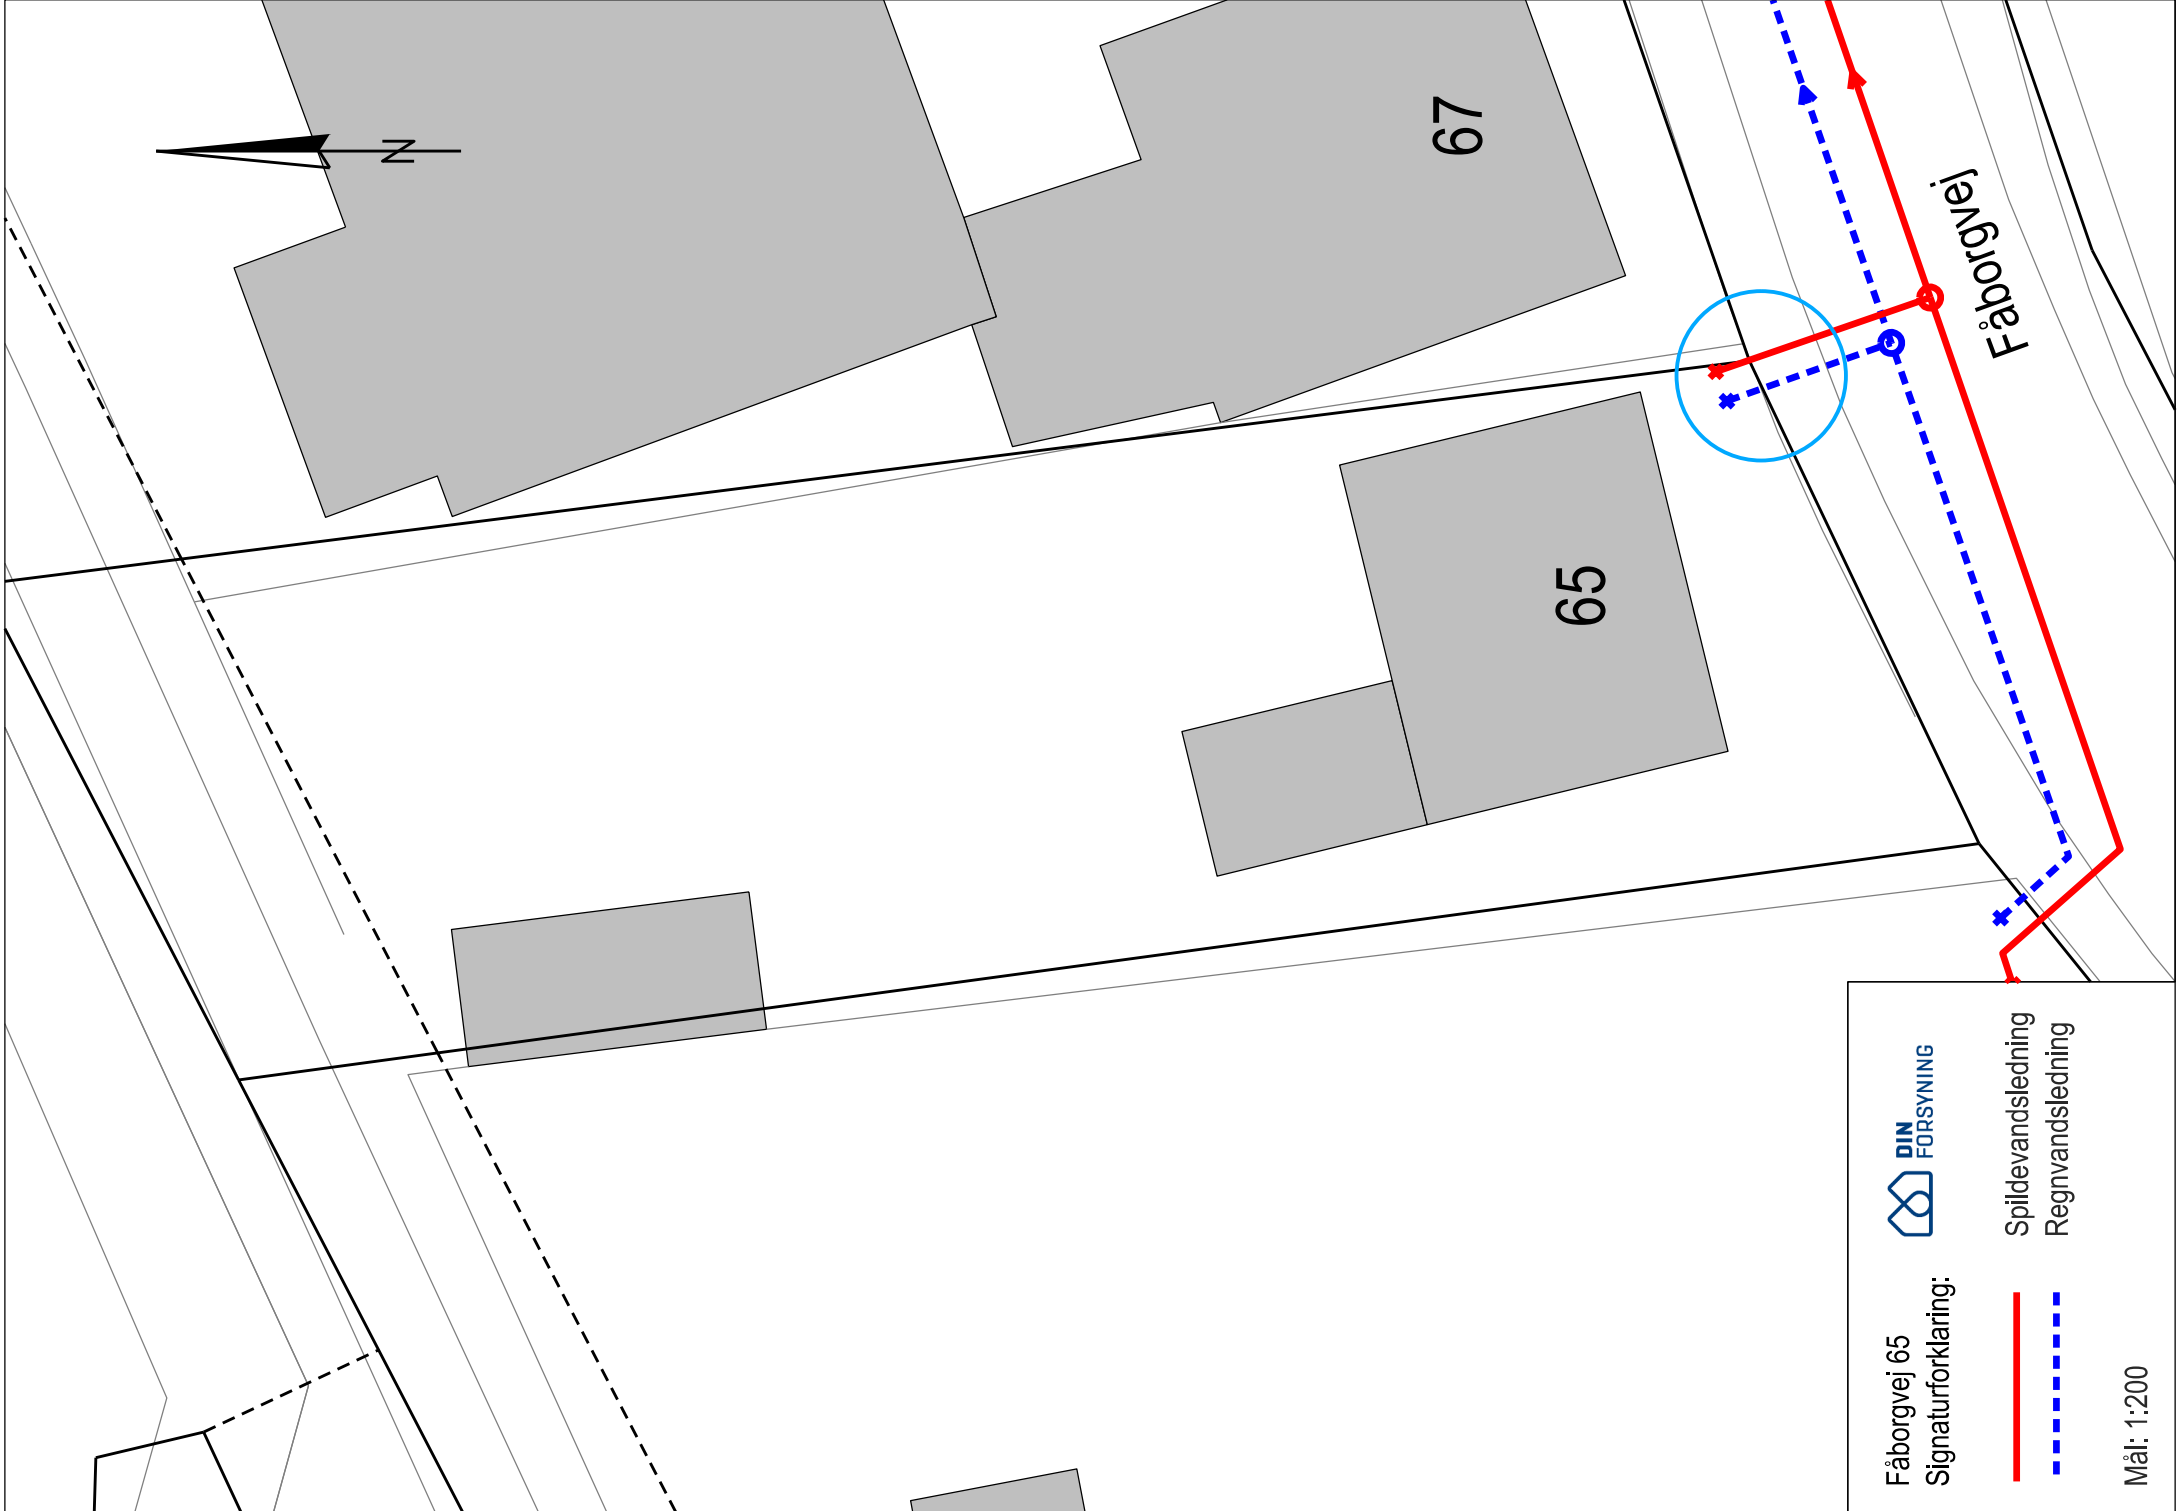 N
67
65
Fåborgvej
Fåborgvej 65
Signaturforklaring:
DIN
FORSYNING
Spildevandsledning
Regnvandsledning
Mål: 1:200